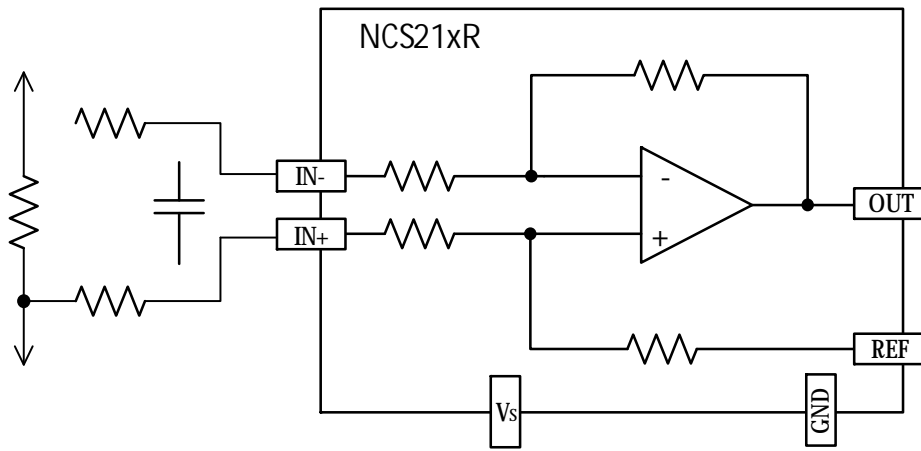 NCS21xR
IN-
-
OUT
IN+
+
REF
Vs
GND